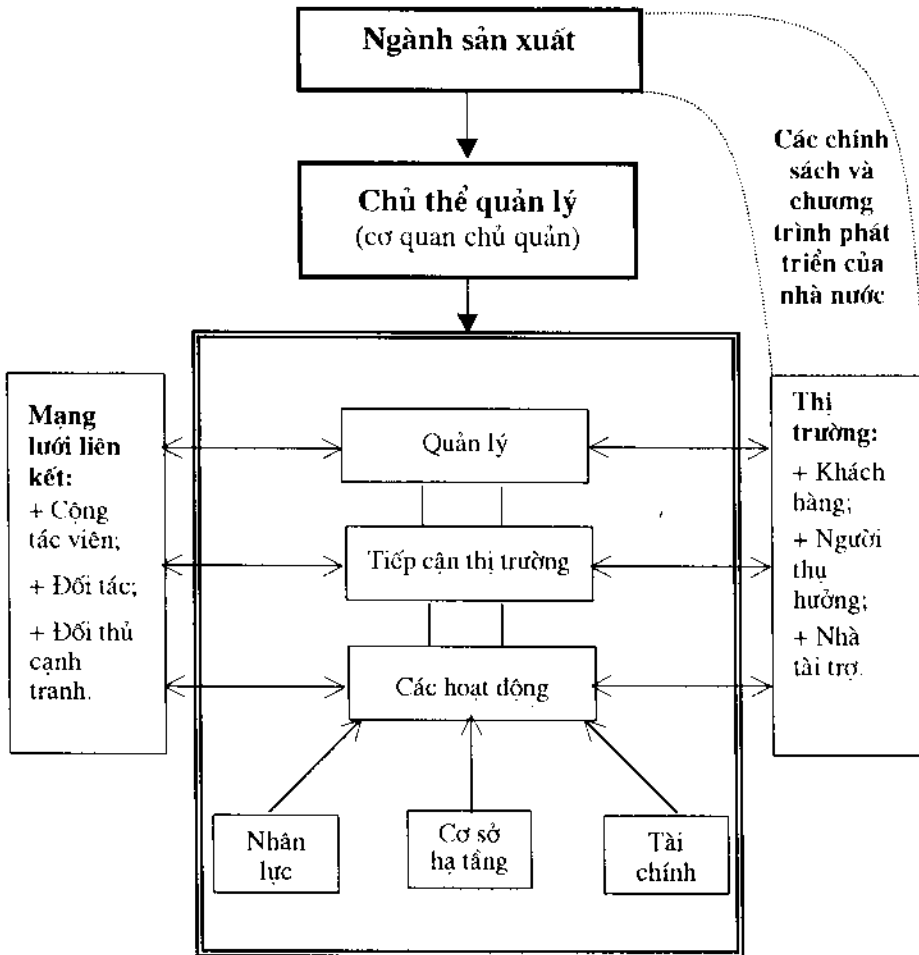 Ngành sản xuất
Chủ thể quản lý
(cơ quan chủ quản)
Các chính
sách và
chương
trình phát
triển của
nhà nước
Mạng
lưới liên
kết:
+ Cộng
tác viên;
+ Đối tác;
+ Đối thủ
cạnh
tranh.
Quản lý
Tiếp cận thị trường
Các hoạt động
Nhân
lực
Cơ sở
hạ tầng
Tài
chính
Thị
trường:
+ Khách
hàng;
+ Người
thụ
hưởng;
+ Nhà
tài trợ.